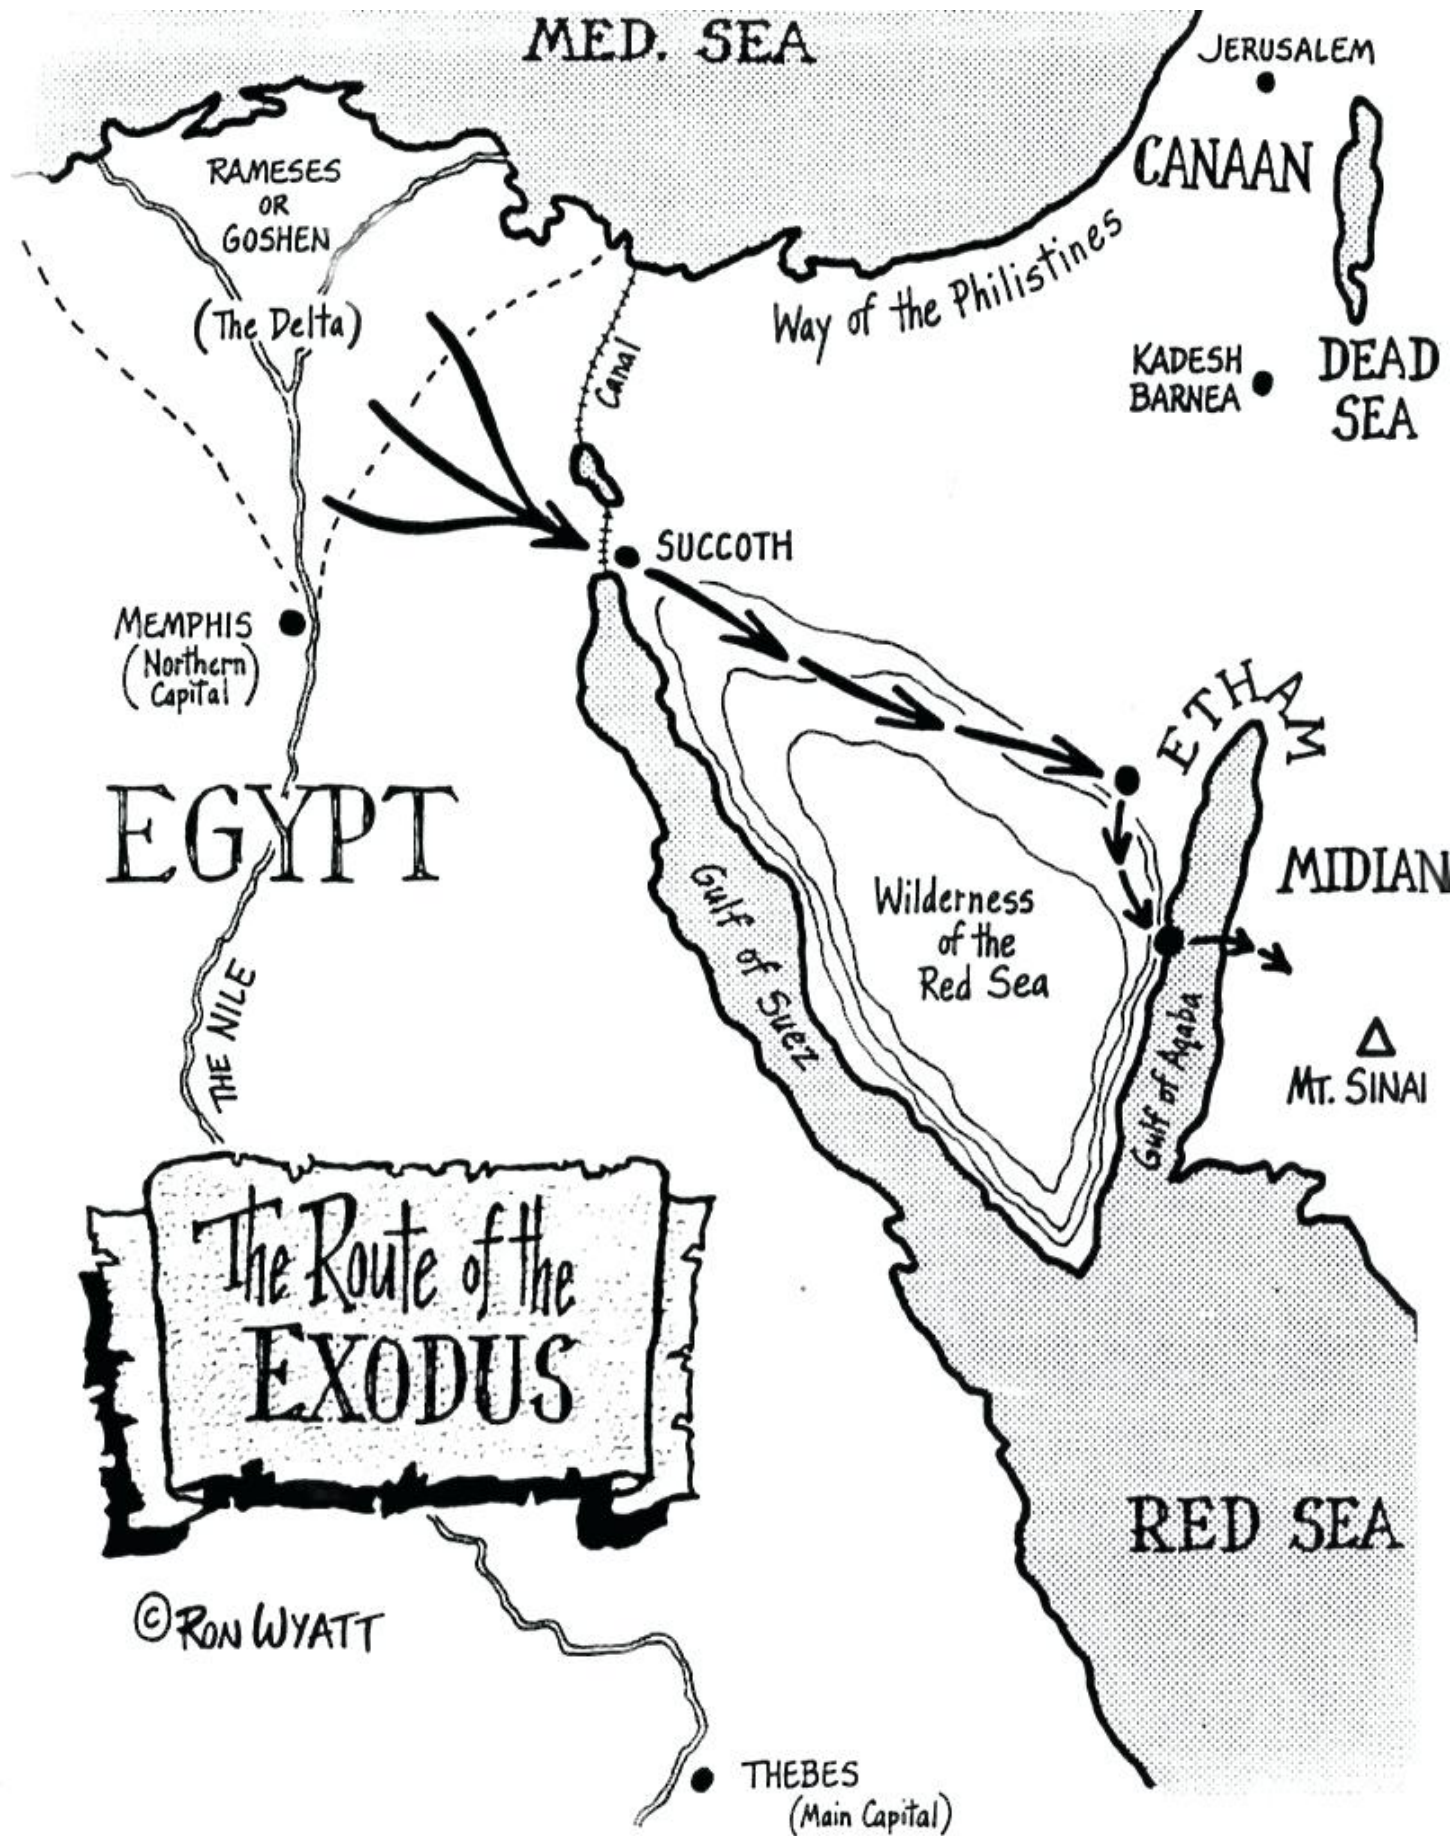 MED. SEA
JERUSALEM
CANAAN
RAMESES
OR
GOSHEN
(The Delta)
Way of the Philistines
Canal
KADESH
BARNEA
DEAD
SEA
SUCCOTH
MEMPHIS
(Northern
Capital)
ETHAM
EGYPT
MIDIAN
Gulf of Suez
Wilderness
of the
Red Sea
Gulf of Aqaba
THE NILE
MT. SINAI
The Route of the
EXODUS
RED SEA
© RON WYATT
THEBES
(Main Capital)